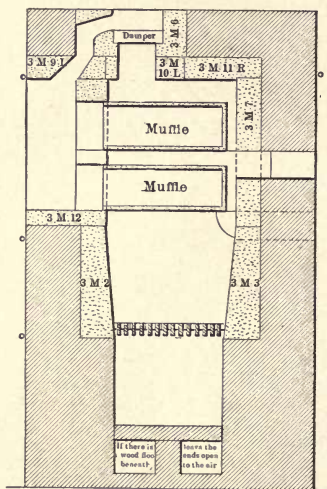 Damper
3 M 6
3 M 9 L
3 M
10 L
3 M 11 R
3 M 7
Muffle
Muffle
3 M 12
3 M 2
3 M 3
If there is
a wood floo
beneath,
leave the
ends open
to the air